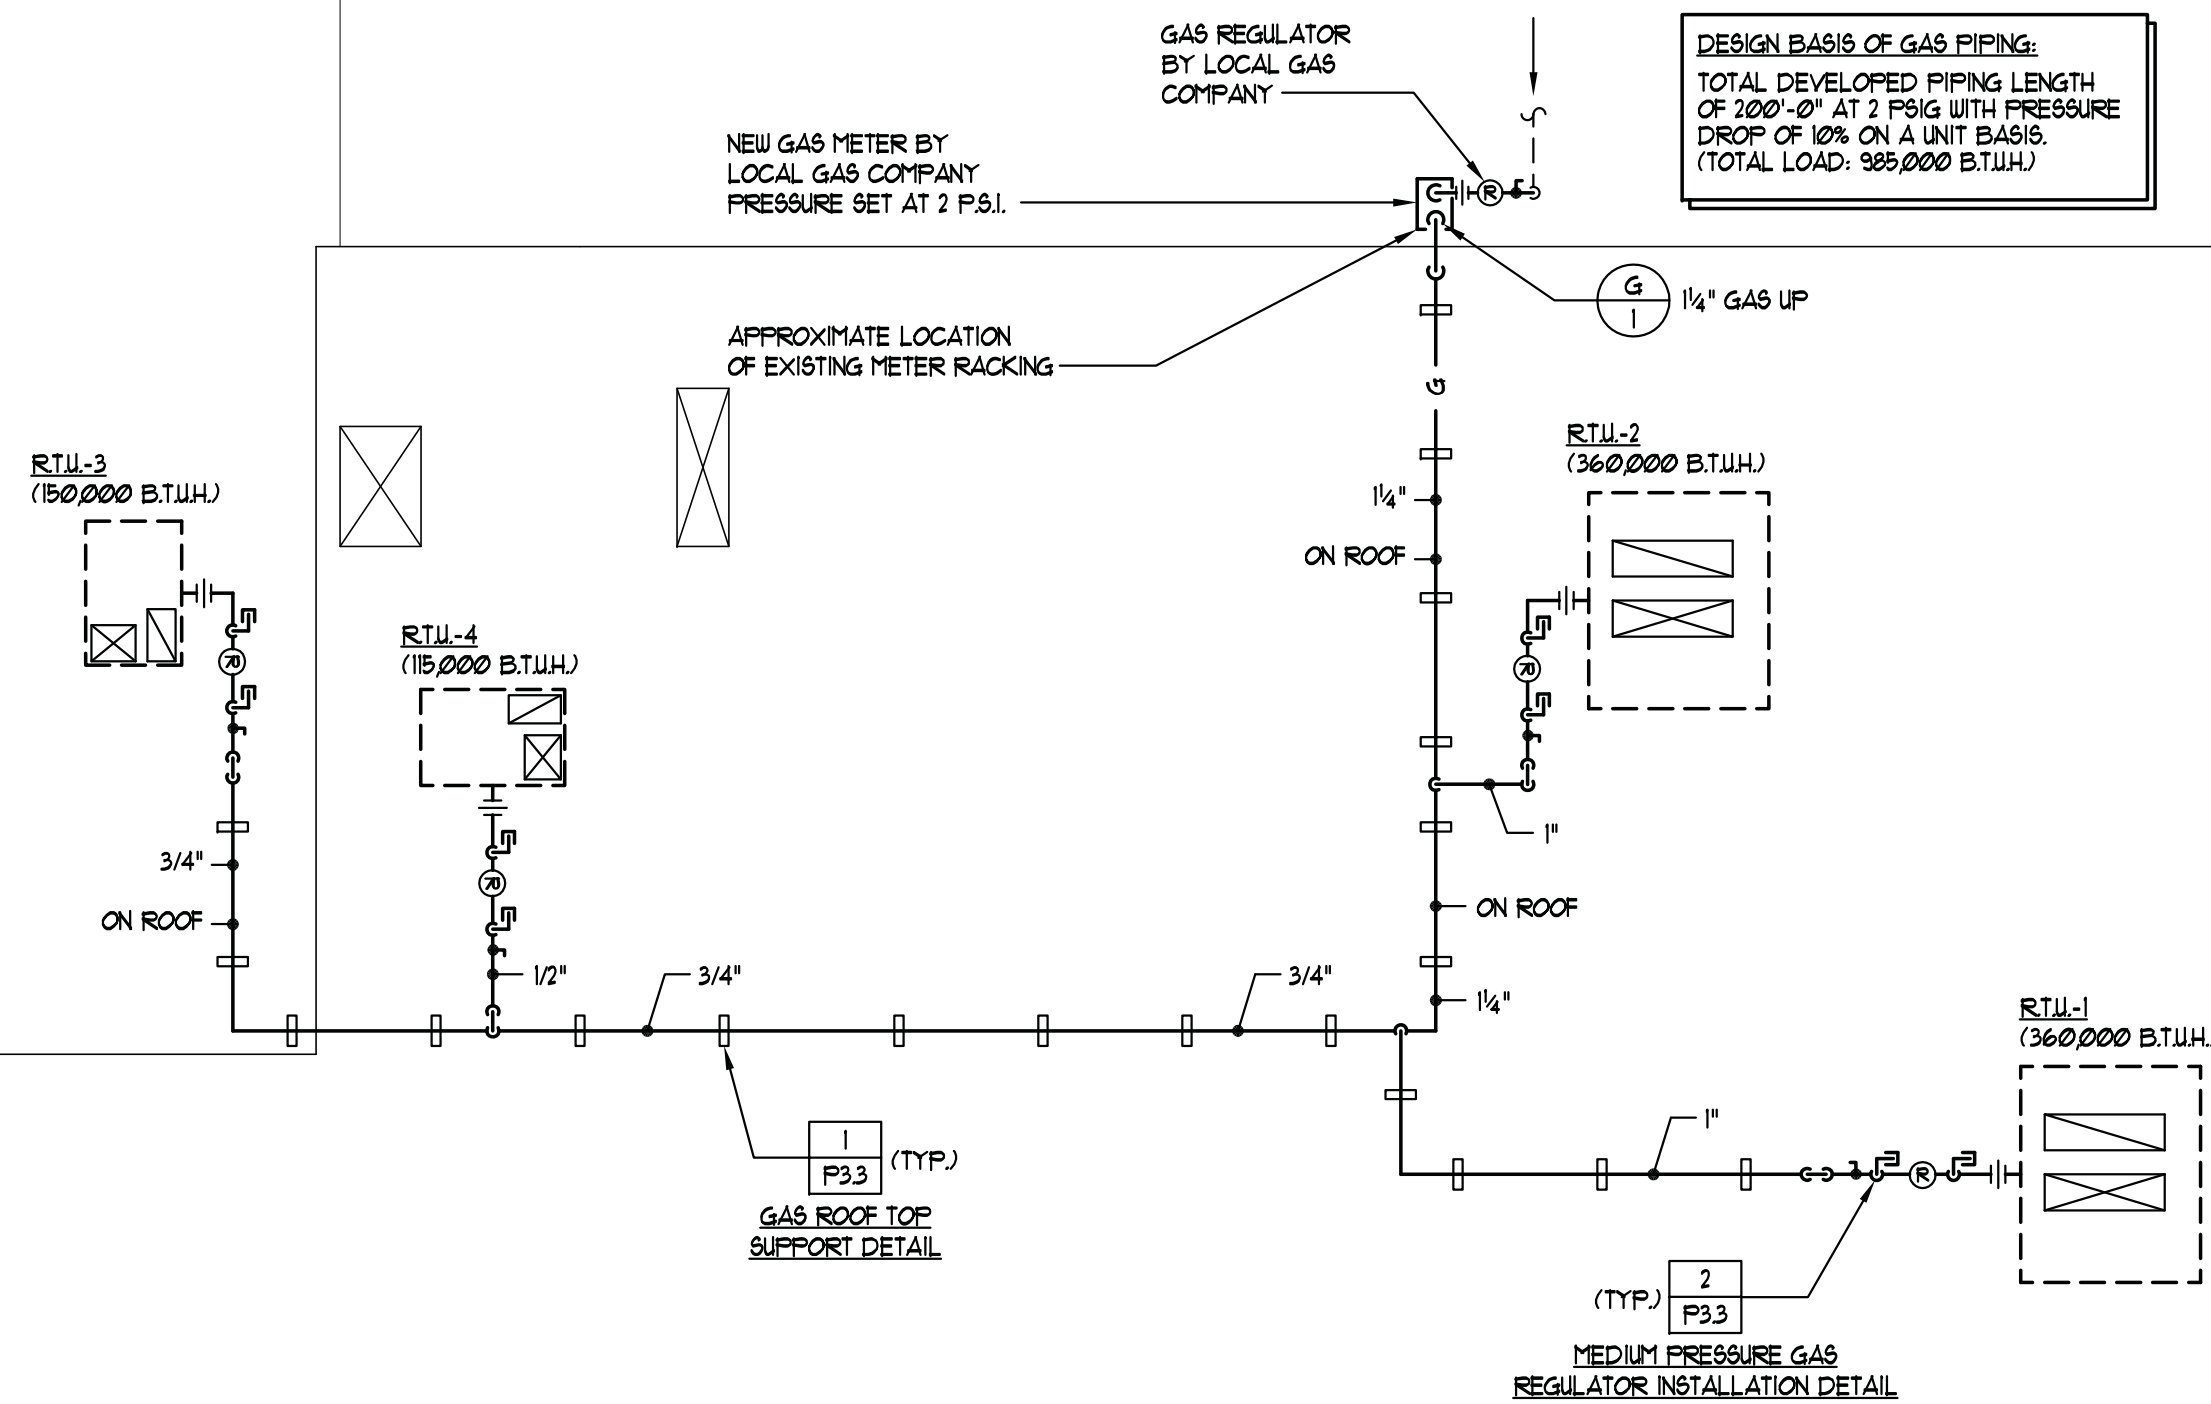 GAS REGULATOR
BY LOCAL GAS
COMPANY
DESIGN BASIS OF GAS PIPING:
TOTAL DEVELOPED PIPING LENGTH
OF 200'-0" AT 2 PSIG WITH PRESSURE
DROP OF 10% ON A UNIT BASIS.
(TOTAL LOAD: 985,000 B.T.U.H.)
NEW GAS METER BY
LOCAL GAS COMPANY
PRESSURE SET AT 2 P.S.I.
R
G
1
1¼" GAS UP
APPROXIMATE LOCATION
OF EXISTING METER RACKING
G
R.T.U.-2
(360,000 B.T.U.H.)
R.T.U.-3
(150,000 B.T.U.H.)
1¼"
ON ROOF
R.T.U.-4
(115,000 B.T.U.H.)
R
R
1"
3/4"
R
ON ROOF
ON ROOF
1/2"
3/4"
3/4"
1¼"
R.T.U.-1
(360,000 B.T.U.H.
1"
1
P3.3
(TYP.)
R
GAS ROOF TOP
SUPPORT DETAIL
2
P3.3
(TYP.)
MEDIUM PRESSURE GAS
REGULATOR INSTALLATION DETAIL